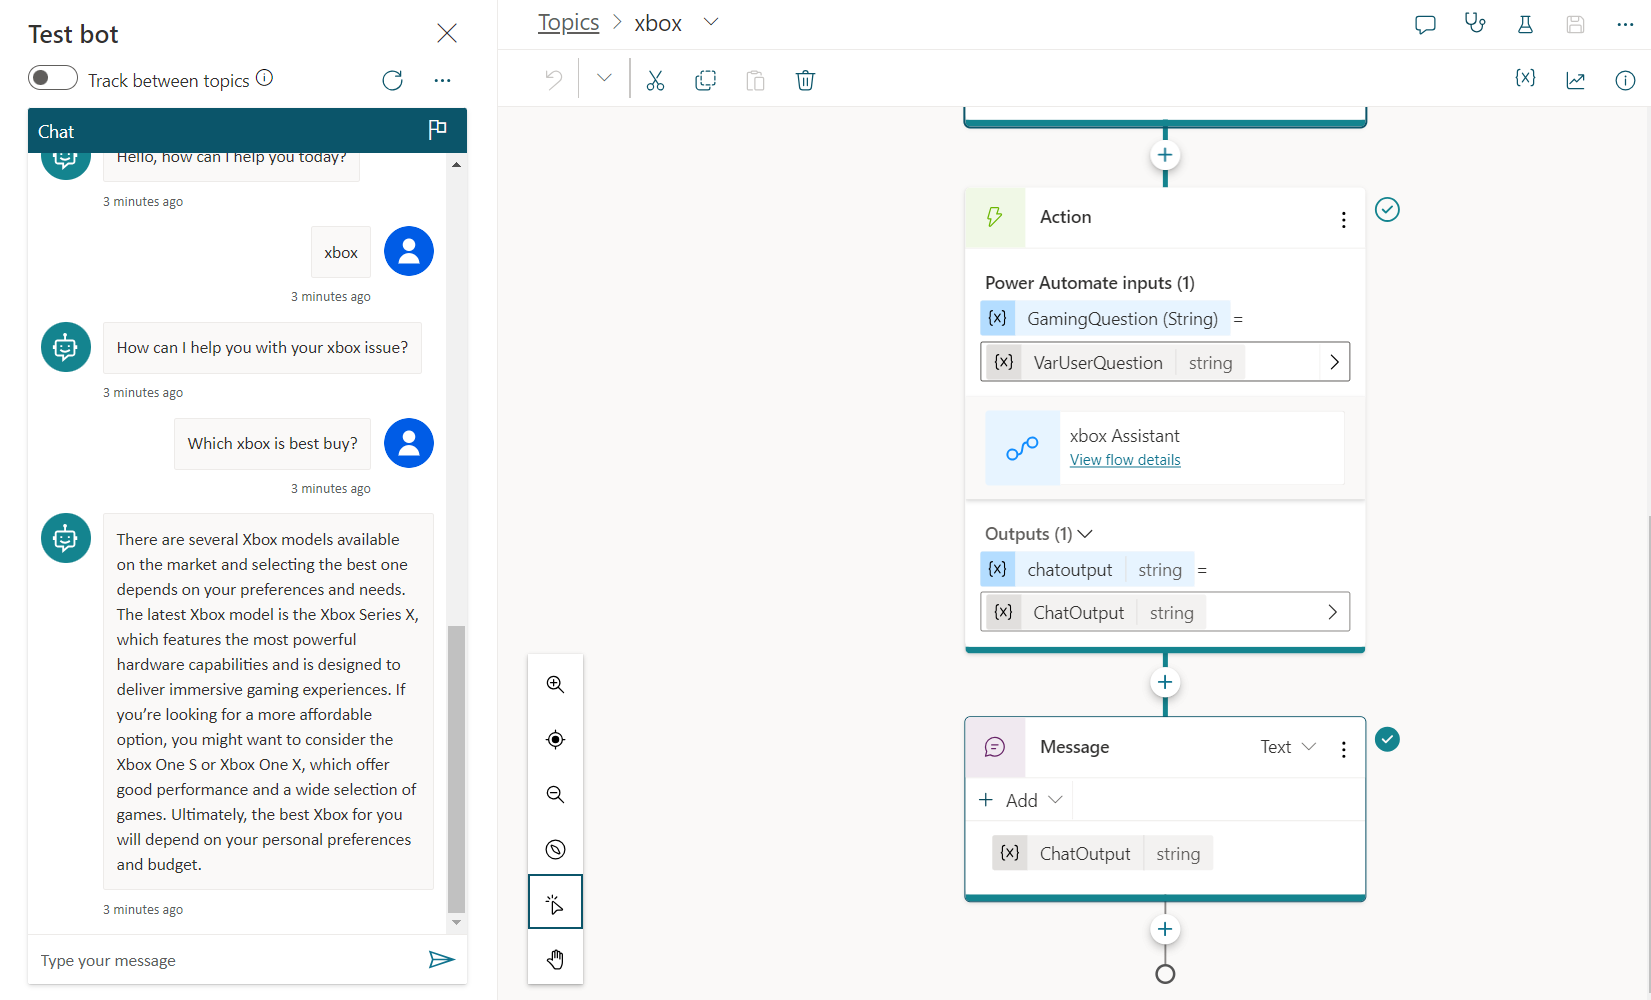 Test bot
Track between topics
Chat
Hello, how can I help you today?
3 minutes ago
xbox
3 minutes ago
How can I help you with your xbox issue?
3 minutes ago
Which xbox is best buy?
3 minutes ago
There are several Xbox models available
on the market and selecting the best one
depends on your preferences and needs.
The latest Xbox model is the Xbox Series X,
which features the most powerful
hardware capabilities and is designed to
deliver immersive gaming experiences. If
you’re looking for a more affordable
option, you might want to consider the
Xbox One S or Xbox One X, which offer
good performance and a wide selection of
games. Ultimately, the best Xbox for you
will depend on your personal preferences
and budget.
3 minutes ago
Type your message
Topics > xbox
Action
Power Automate inputs (1)
{x} GamingQuestion (String) =
{x} VarUserQuestion string
xbox Assistant
View flow details
Outputs (1)
{x} chatoutput string =
{x} ChatOutput string
Message Text
+ Add
{x} ChatOutput string